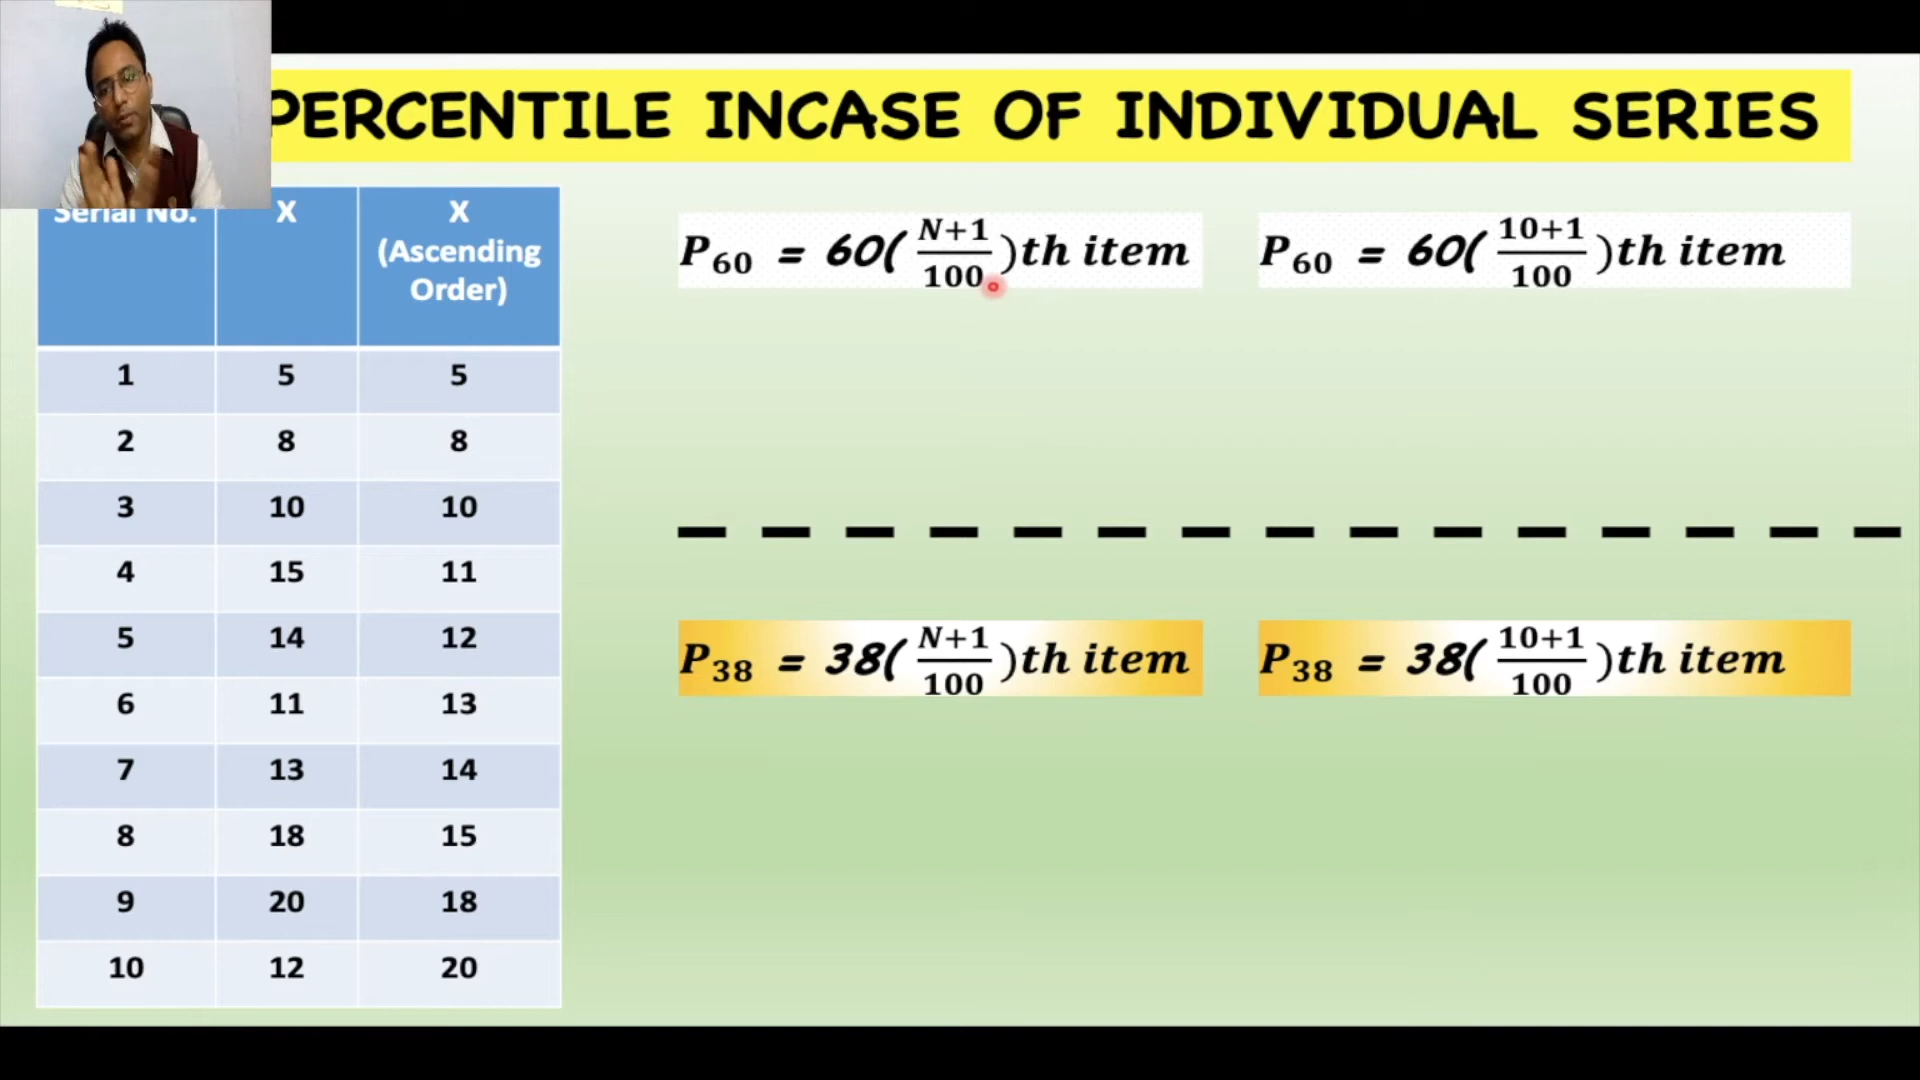 PERCENTILE INCASE OF INDIVIDUAL SERIES
Serial No. X X (Ascending Order)
1 5 5
2 8 8
3 10 10
4 15 11
5 14 12
6 11 13
7 13 14
8 18 15
9 20 18
10 12 20
P₆₀ = 60(N+1/100)th item
P₆₀ = 60(10+1/100)th item
P₃₈ = 38(N+1/100)th item
P₃₈ = 38(10+1/100)th item